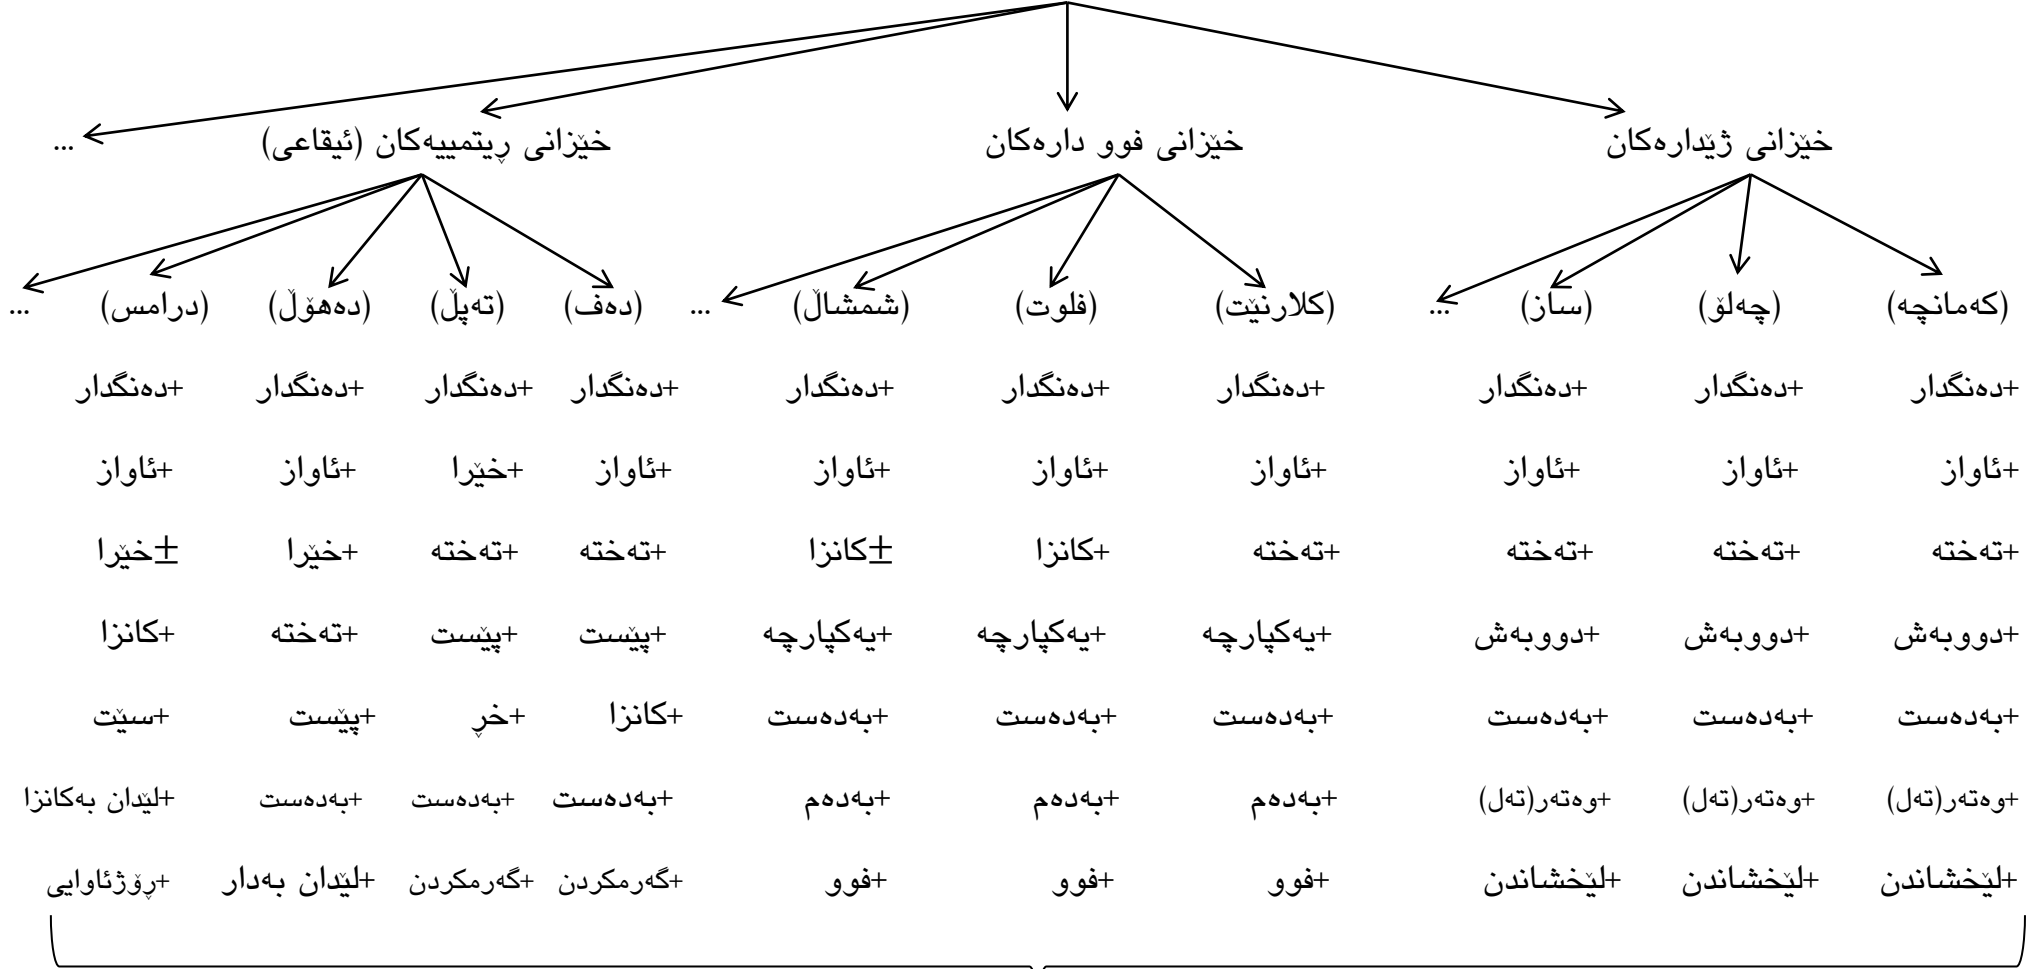 خێزانی ژێدارەکان خێزانی فوو دارەکان خێزانی ڕیتمییەکان (ئیقاعی) ...
(کەمانچە) (چەلۆ) (ساز) ... (کلارنێت) (فلوت) (شمشاڵ) ... (دەف) (تەپڵ) (دەهۆڵ) (درامس) ...
+دەنگدار +دەنگدار +دەنگدار +دەنگدار +دەنگدار +دەنگدار +دەنگدار +دەنگدار +دەنگدار +دەنگدار
+ئاواز +ئاواز +ئاواز +ئاواز +ئاواز +ئاواز +ئاواز +خێرا +ئاواز +ئاواز
+تەختە +تەختە +تەختە +تەختە +کانزا ±کانزا +تەختە +تەختە +خێرا ±خێرا
+دووبەش +دووبەش +دووبەش +یەکپارچە +یەکپارچە +یەکپارچە +پێست +پێست +تەختە +کانزا
+بەدەست +بەدەست +بەدەست +بەدەست +بەدەست +بەدەست +کانزا +خڕ +پێست +سێت
+وەتەر(تەل) +وەتەر(تەل) +وەتەر(تەل) +بەدەم +بەدەم +بەدەم +بەدەست +بەدەست +بەدەست +لێدان بەکانزا
+لێخشاندن +لێخشاندن +لێخشاندن +فوو +فوو +فوو +گەرمکردن +گەرمکردن +لێدان بەدار +ڕۆژئاوایی